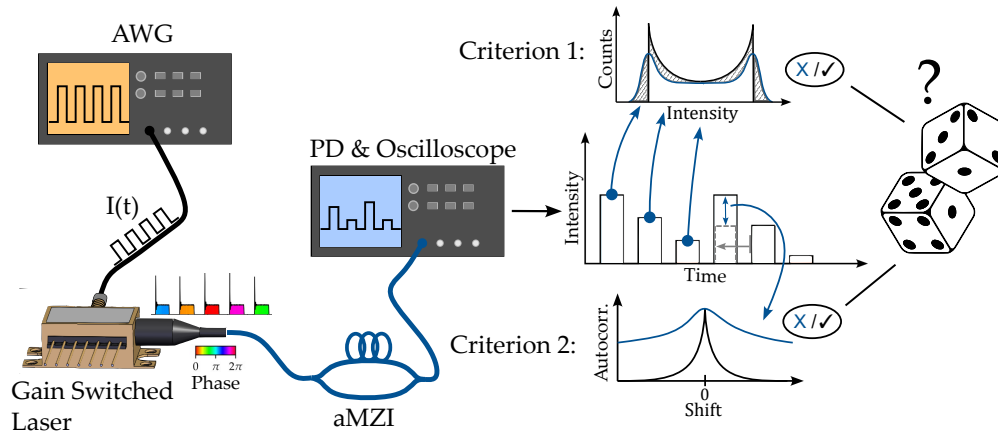 AWG
Criterion 1:
Counts
Intensity
X/✓
?
PD & Oscilloscope
I(t)
Intensity
Time
Gain Switched
Laser
0 π 2π
Phase
aMZI
Criterion 2:
Autocorr.
0
Shift
X/✓